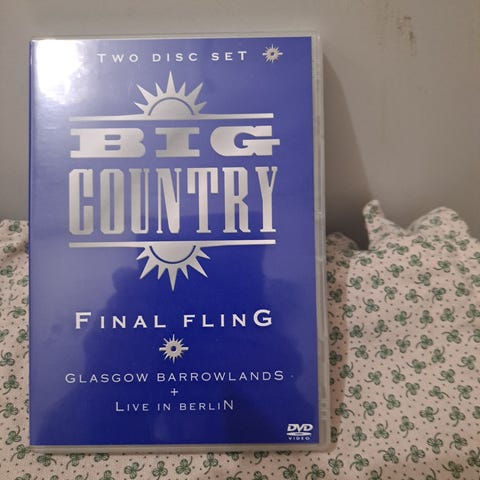 TWO DISC SET
BIG
COUNTRY
FINAL FLING
GLASGOW BARROWLANDS
+
LIVE IN BERLIN
DVD
VIDEO